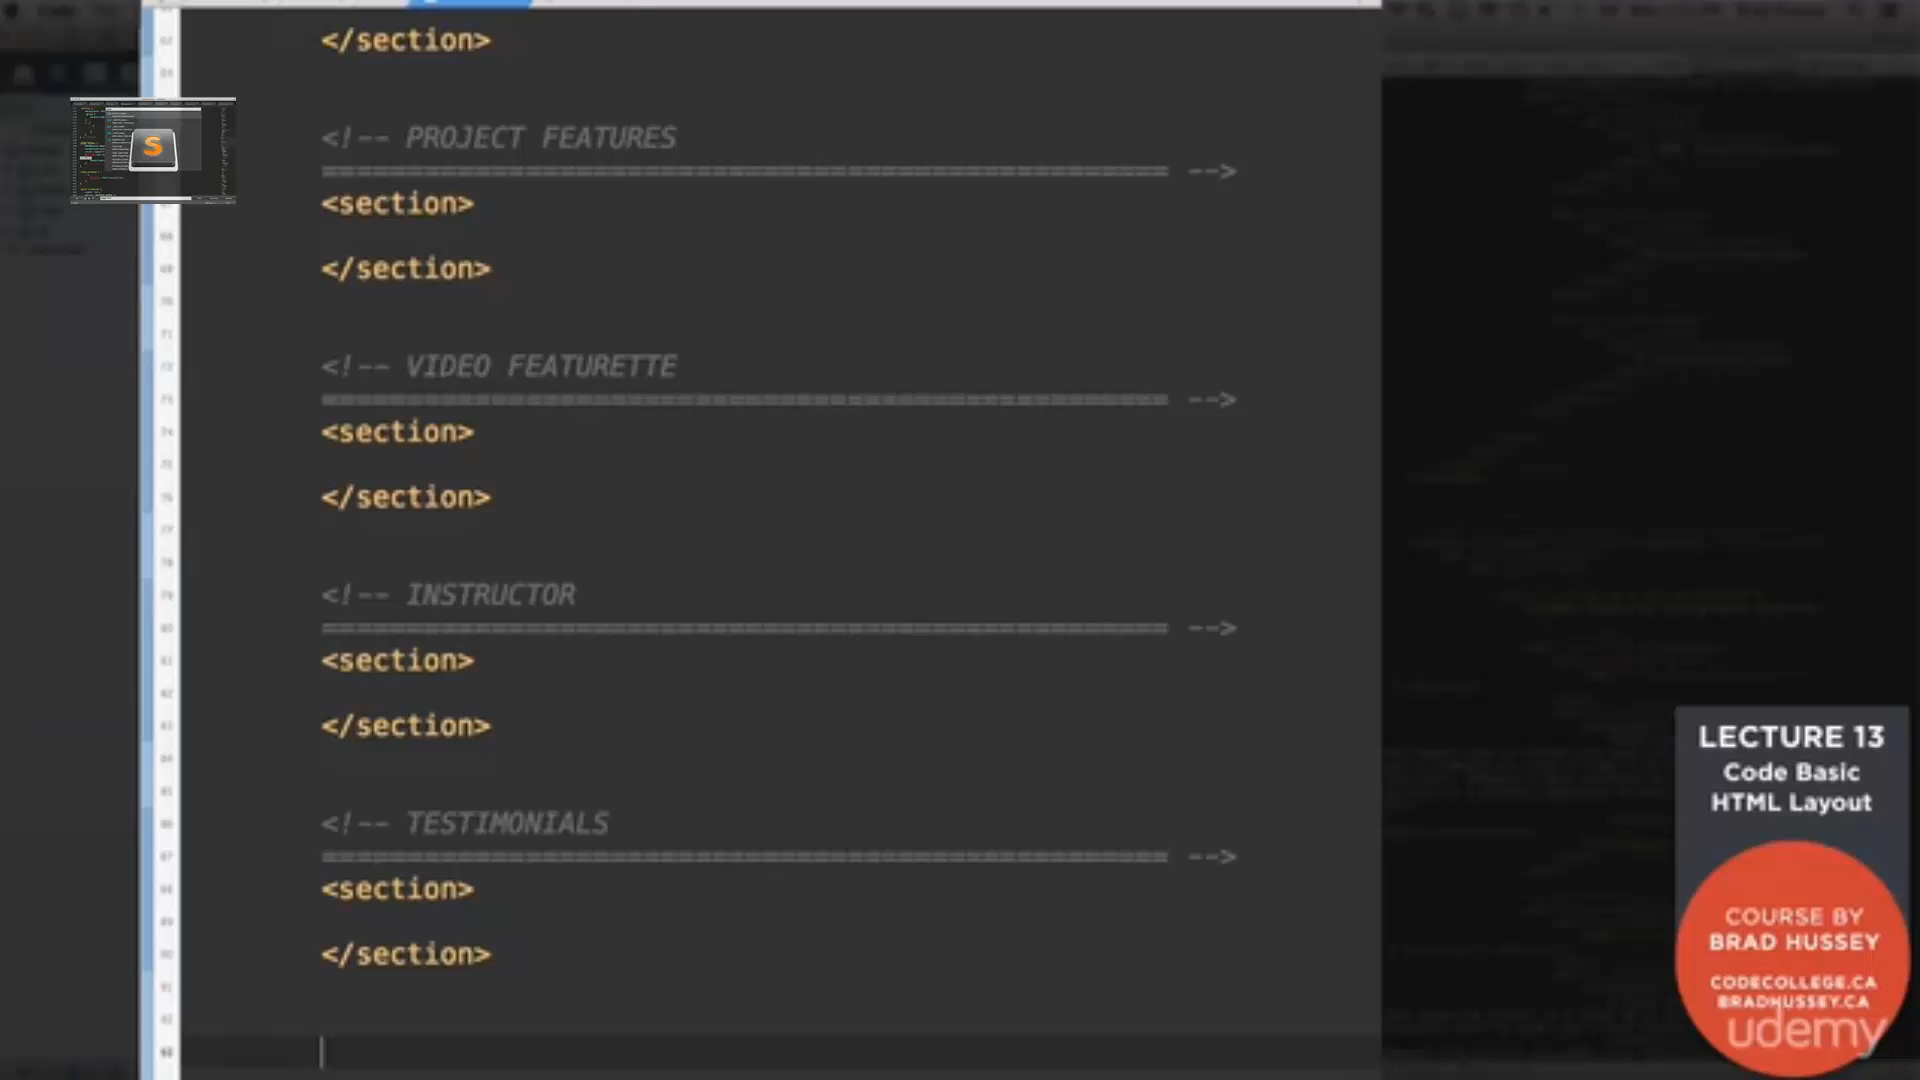 </section>
<!-- PROJECT FEATURES
================================================== -->
<section>
</section>
<!-- VIDEO FEATURETTE
================================================== -->
<section>
</section>
<!-- INSTRUCTOR
================================================== -->
<section>
</section>
<!-- TESTIMONIALS
================================================== -->
<section>
</section>
S
LECTURE 13
Code Basic
HTML Layout
COURSE BY
BRAD HUSSEY
CODECOLLEGE.CA
BRADHUSSEY.CA
udemy